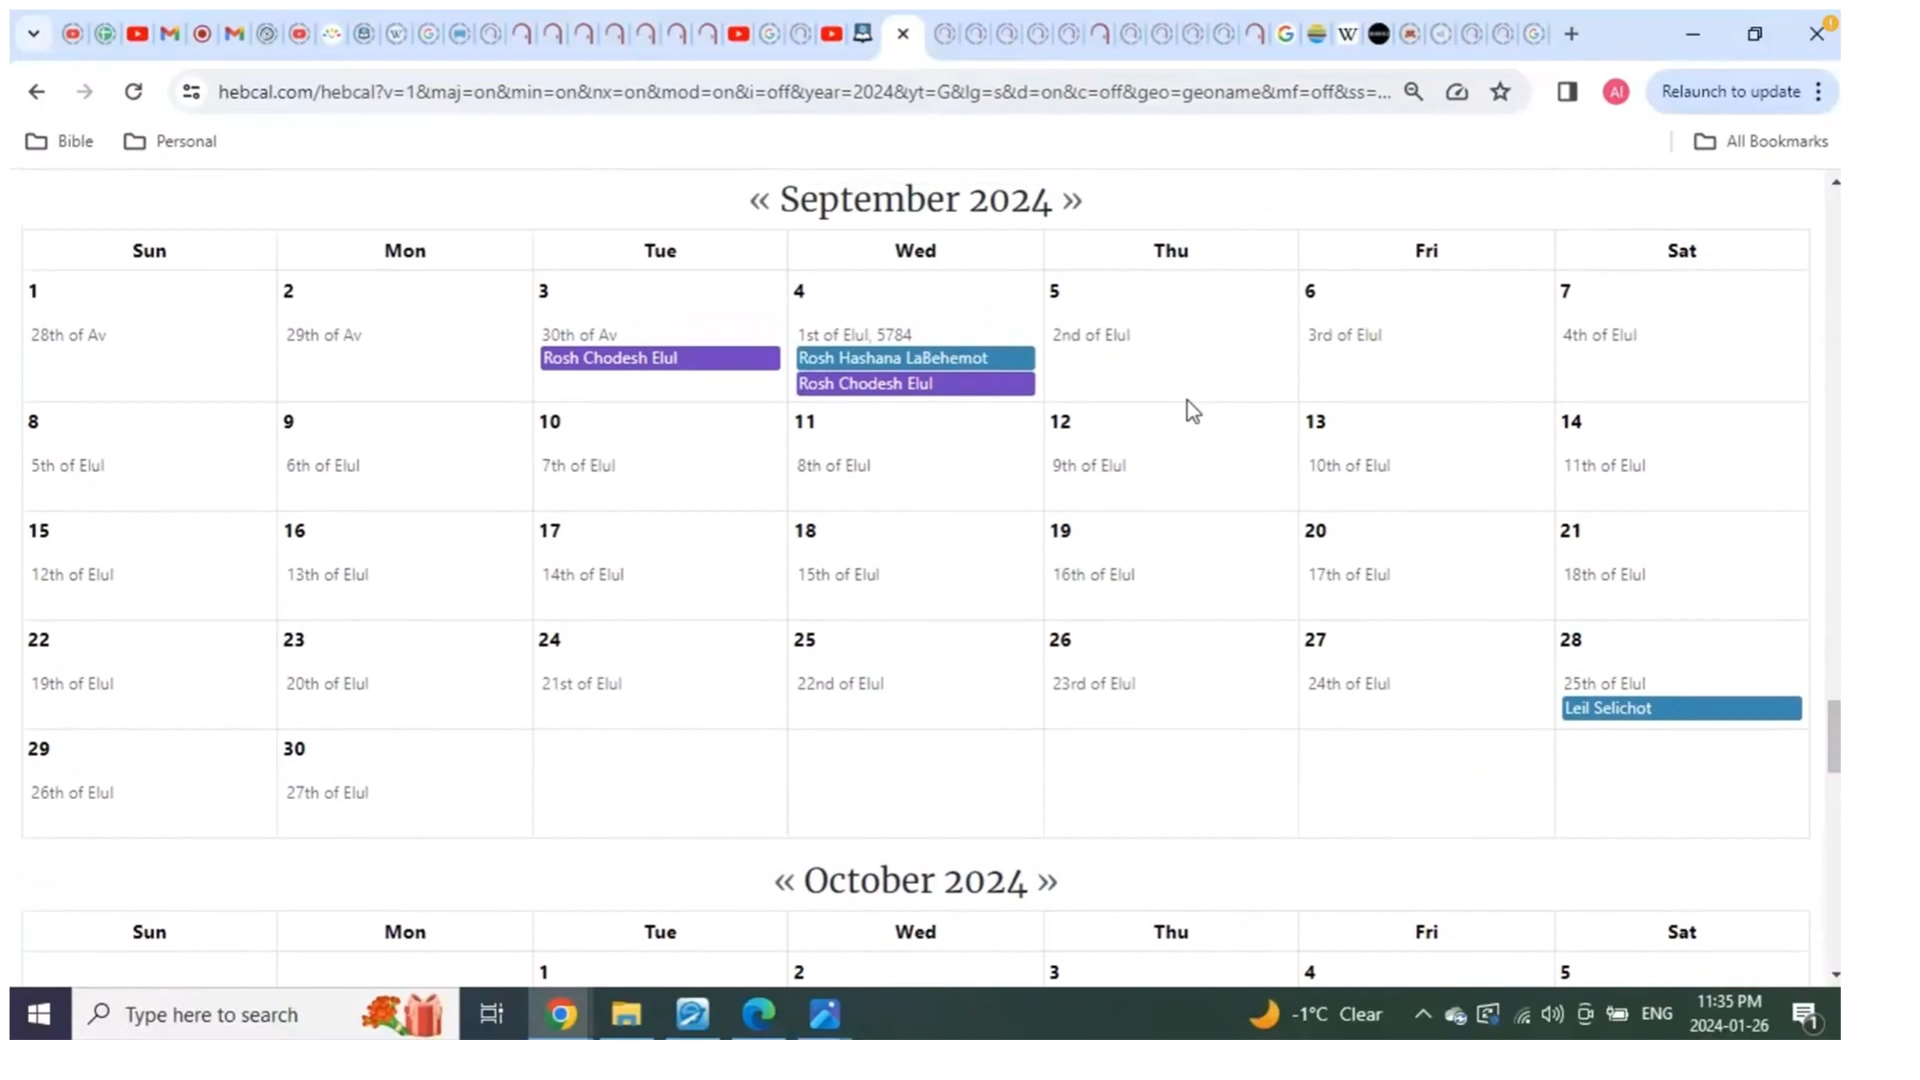 hebcal.com/hebcal?v=1&maj=on&min=on&nx=on&mod=on&i=off&year=2024&yt=G&lg=s&d=on&c=off&geo=geoname&mf=off&ss=...
AI
Relaunch to update
Bible
Personal
All Bookmarks
« September 2024 »
Sun Mon Tue Wed Thu Fri Sat
1 2 3 4 5 6 7
28th of Av 29th of Av 30th of Av 1st of Elul, 5784 2nd of Elul 3rd of Elul 4th of Elul
Rosh Chodesh Elul Rosh Hashana LaBehemot
Rosh Chodesh Elul
8 9 10 11 12 13 14
5th of Elul 6th of Elul 7th of Elul 8th of Elul 9th of Elul 10th of Elul 11th of Elul
15 16 17 18 19 20 21
12th of Elul 13th of Elul 14th of Elul 15th of Elul 16th of Elul 17th of Elul 18th of Elul
22 23 24 25 26 27 28
19th of Elul 20th of Elul 21st of Elul 22nd of Elul 23rd of Elul 24th of Elul 25th of Elul
Leil Selichot
29 30
26th of Elul 27th of Elul
« October 2024 »
Sun Mon Tue Wed Thu Fri Sat
1 2 3 4 5
Type here to search
-1°C Clear
ENG
11:35 PM
2024-01-26
1